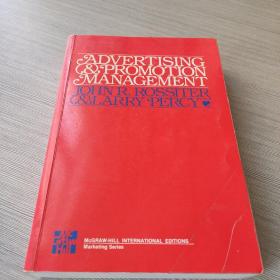 ADVERTISING
& PROMOTION
MANAGEMENT
JOHN R. ROSSITER
& LARRY PERCY
McGRAW-HILL INTERNATIONAL EDITIONS
Marketing Series